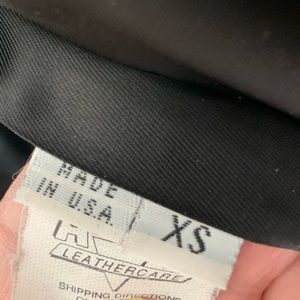 MADE
IN U.S.A.
XS
LEATHERCARE
SHIPPING DIRECTIONS